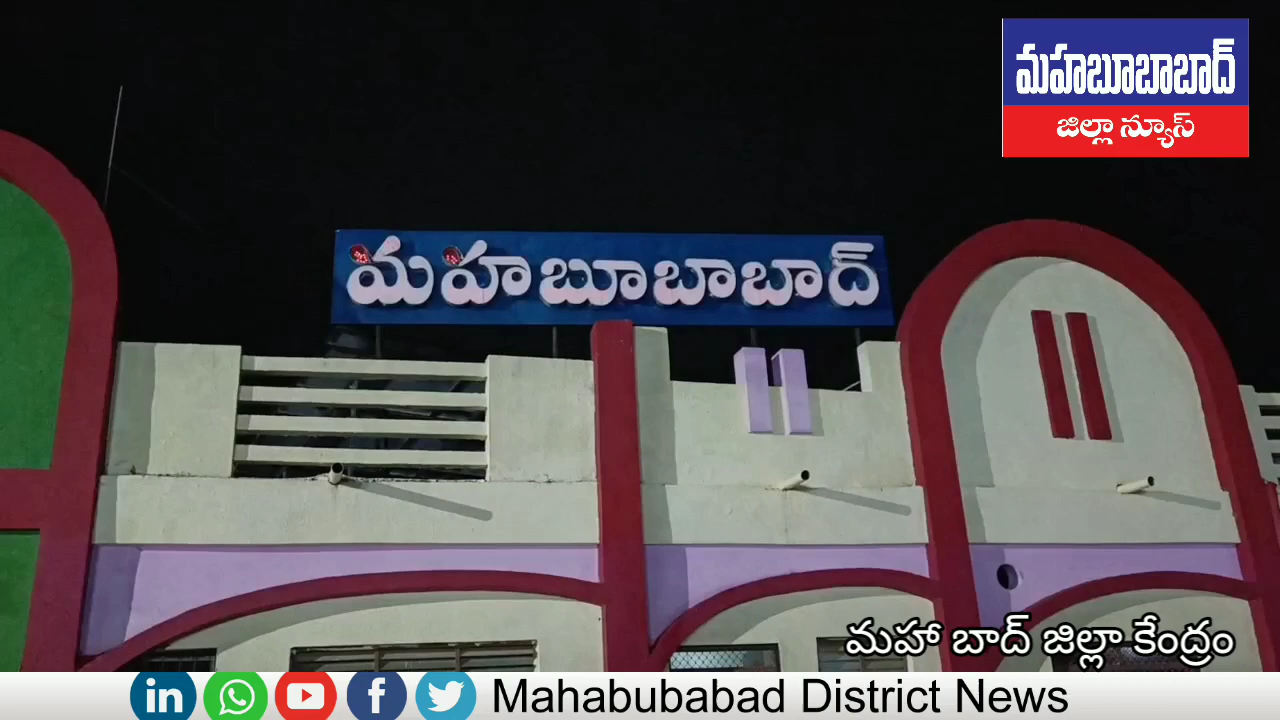 మహబూబాబాద్
జిల్లా న్యూస్
మహబూబాబాద్
మహా బాద్ జిల్లా కేంద్రం
Mahabubabad District News